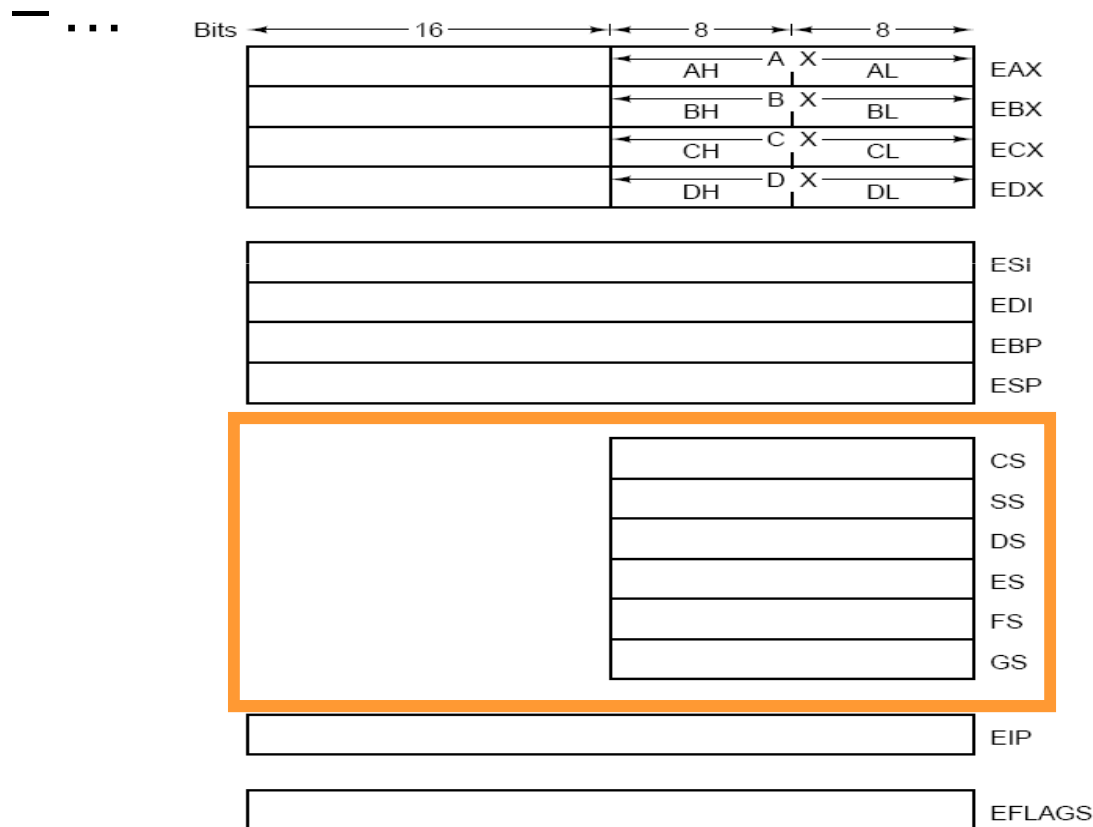 – ...
Bits 16 8 8
A X
AH AL EAX
B X
BH BL EBX
C X
CH CL ECX
D X
DH DL EDX
ESI
EDI
EBP
ESP
CS
SS
DS
ES
FS
GS
EIP
EFLAGS